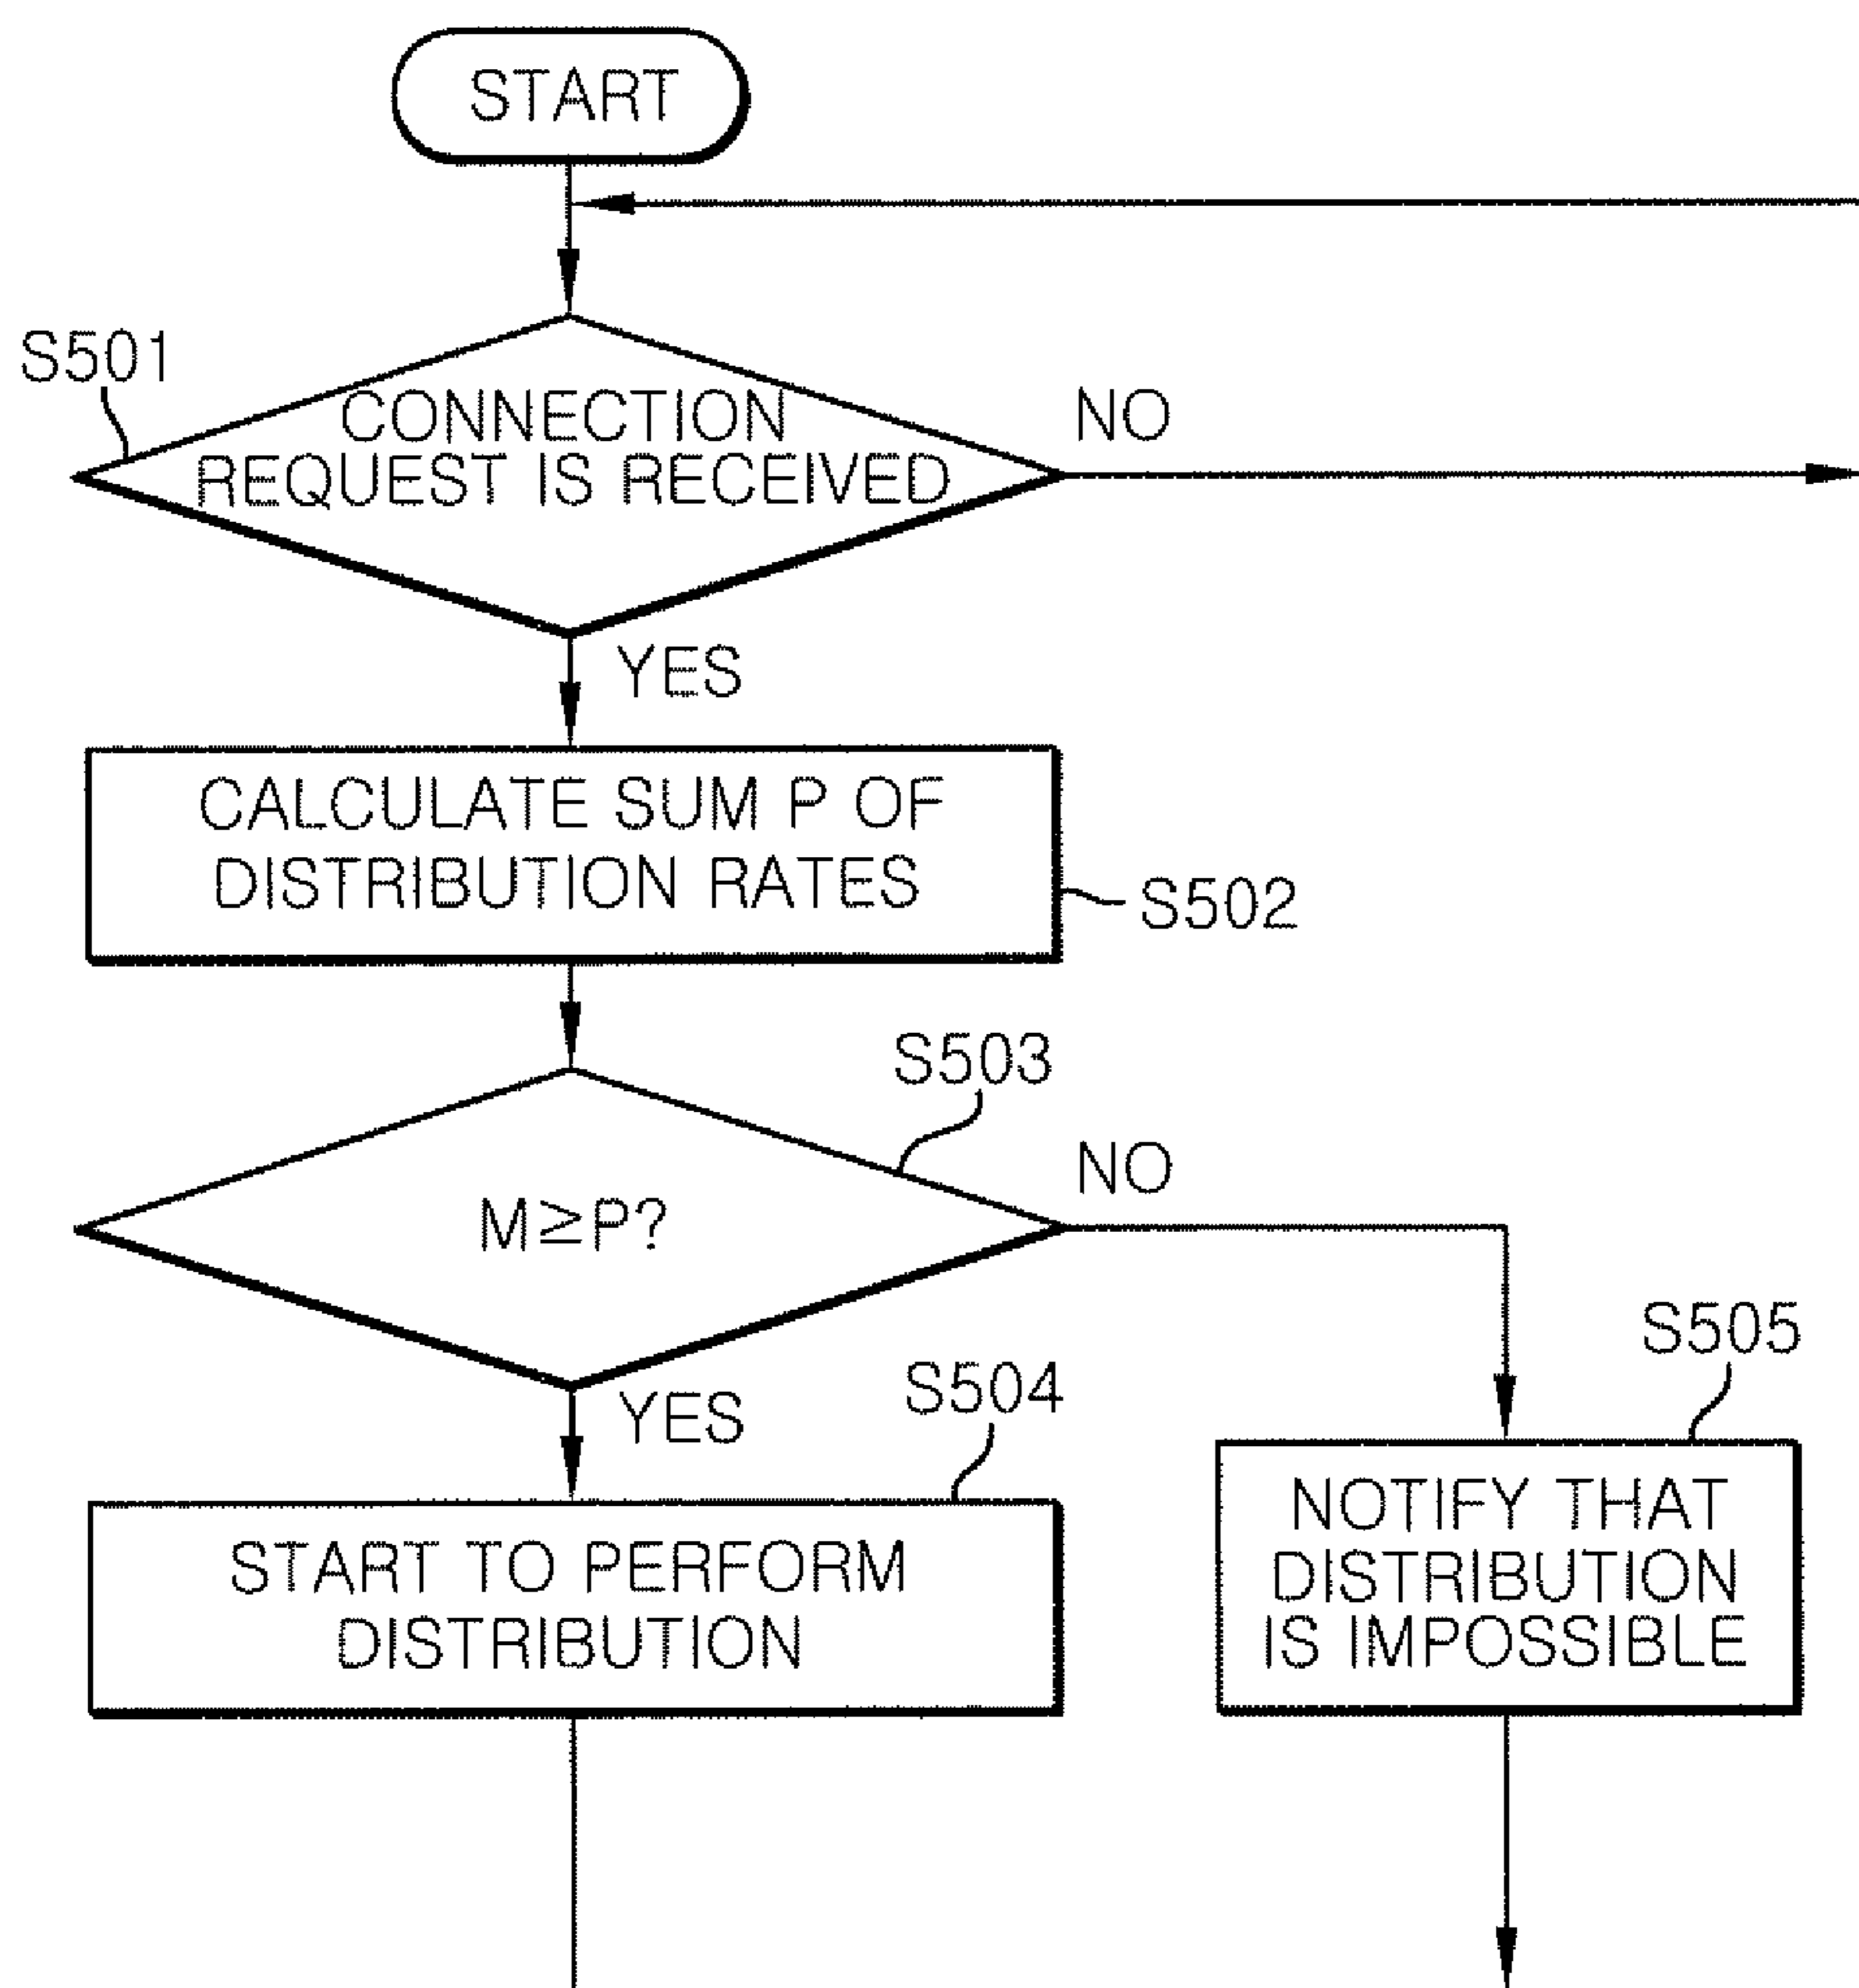 START
S501
CONNECTION
REQUEST IS RECEIVED
NO
YES
CALCULATE SUM P OF
DISTRIBUTION RATES
S502
S503
M≥P?
NO
YES
S504
START TO PERFORM
DISTRIBUTION
S505
NOTIFY THAT
DISTRIBUTION
IS IMPOSSIBLE